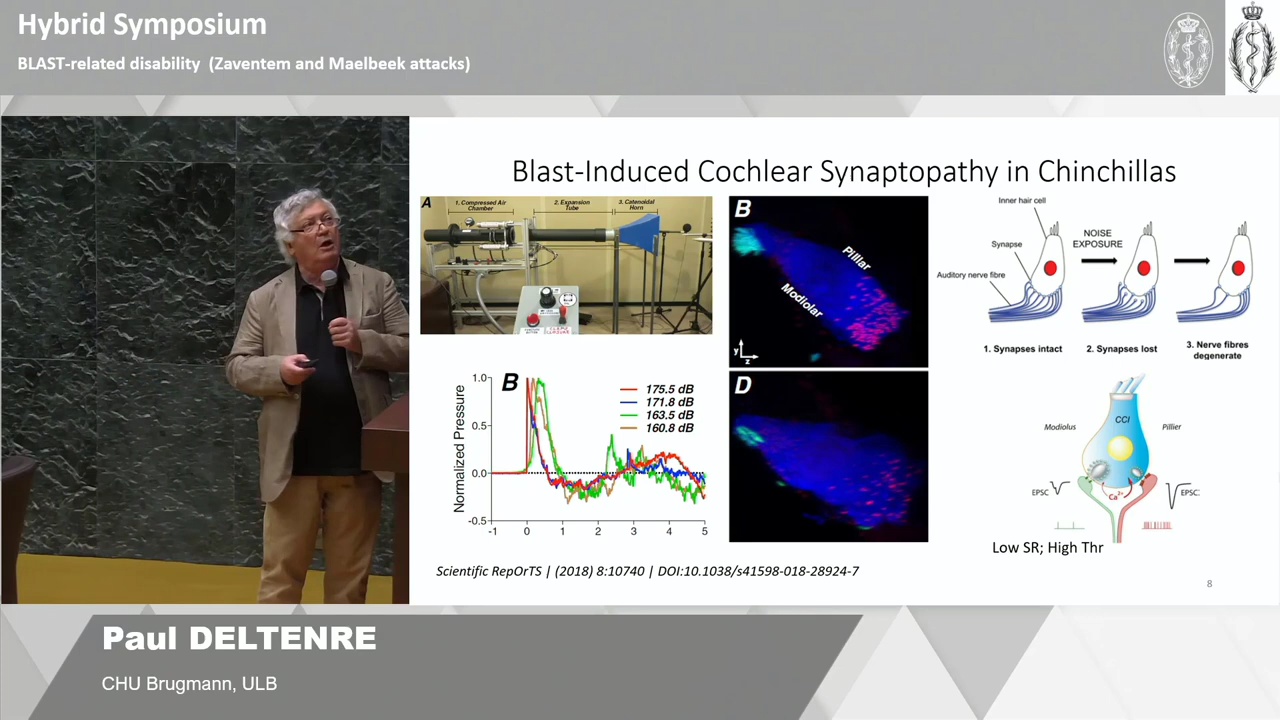 Hybrid Symposium
BLAST-related disability (Zaventem and Maelbeek attacks)
Blast-Induced Cochlear Synaptopathy in Chinchillas
A
1. Compressed Air
Chamber
2. Expansion
Tube
3. Catenoidal
Horn
B
Pilliar
Modiolar
y
z
Inner hair cell
Synapse
Auditory nerve fibre
NOISE
EXPOSURE
1. Synapses intact
2. Synapses lost
3. Nerve fibres
degenerate
B
Normalized Pressure
1.0
0.5
0.0
-0.5
-1 0 1 2 3 4 5
175.5 dB
171.8 dB
163.5 dB
160.8 dB
D
CCI
Modiolus
Pillier
EPSC
Ca2+
EPSC:
Low SR; High Thr
Scientific RepOrTS | (2018) 8:10740 | DOI:10.1038/s41598-018-28924-7
8
Paul DELTENRE
CHU Brugmann, ULB